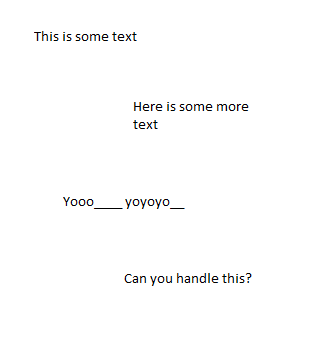 This is some text
Here is some more
text
Yooo____ yoyoyo__
Can you handle this?